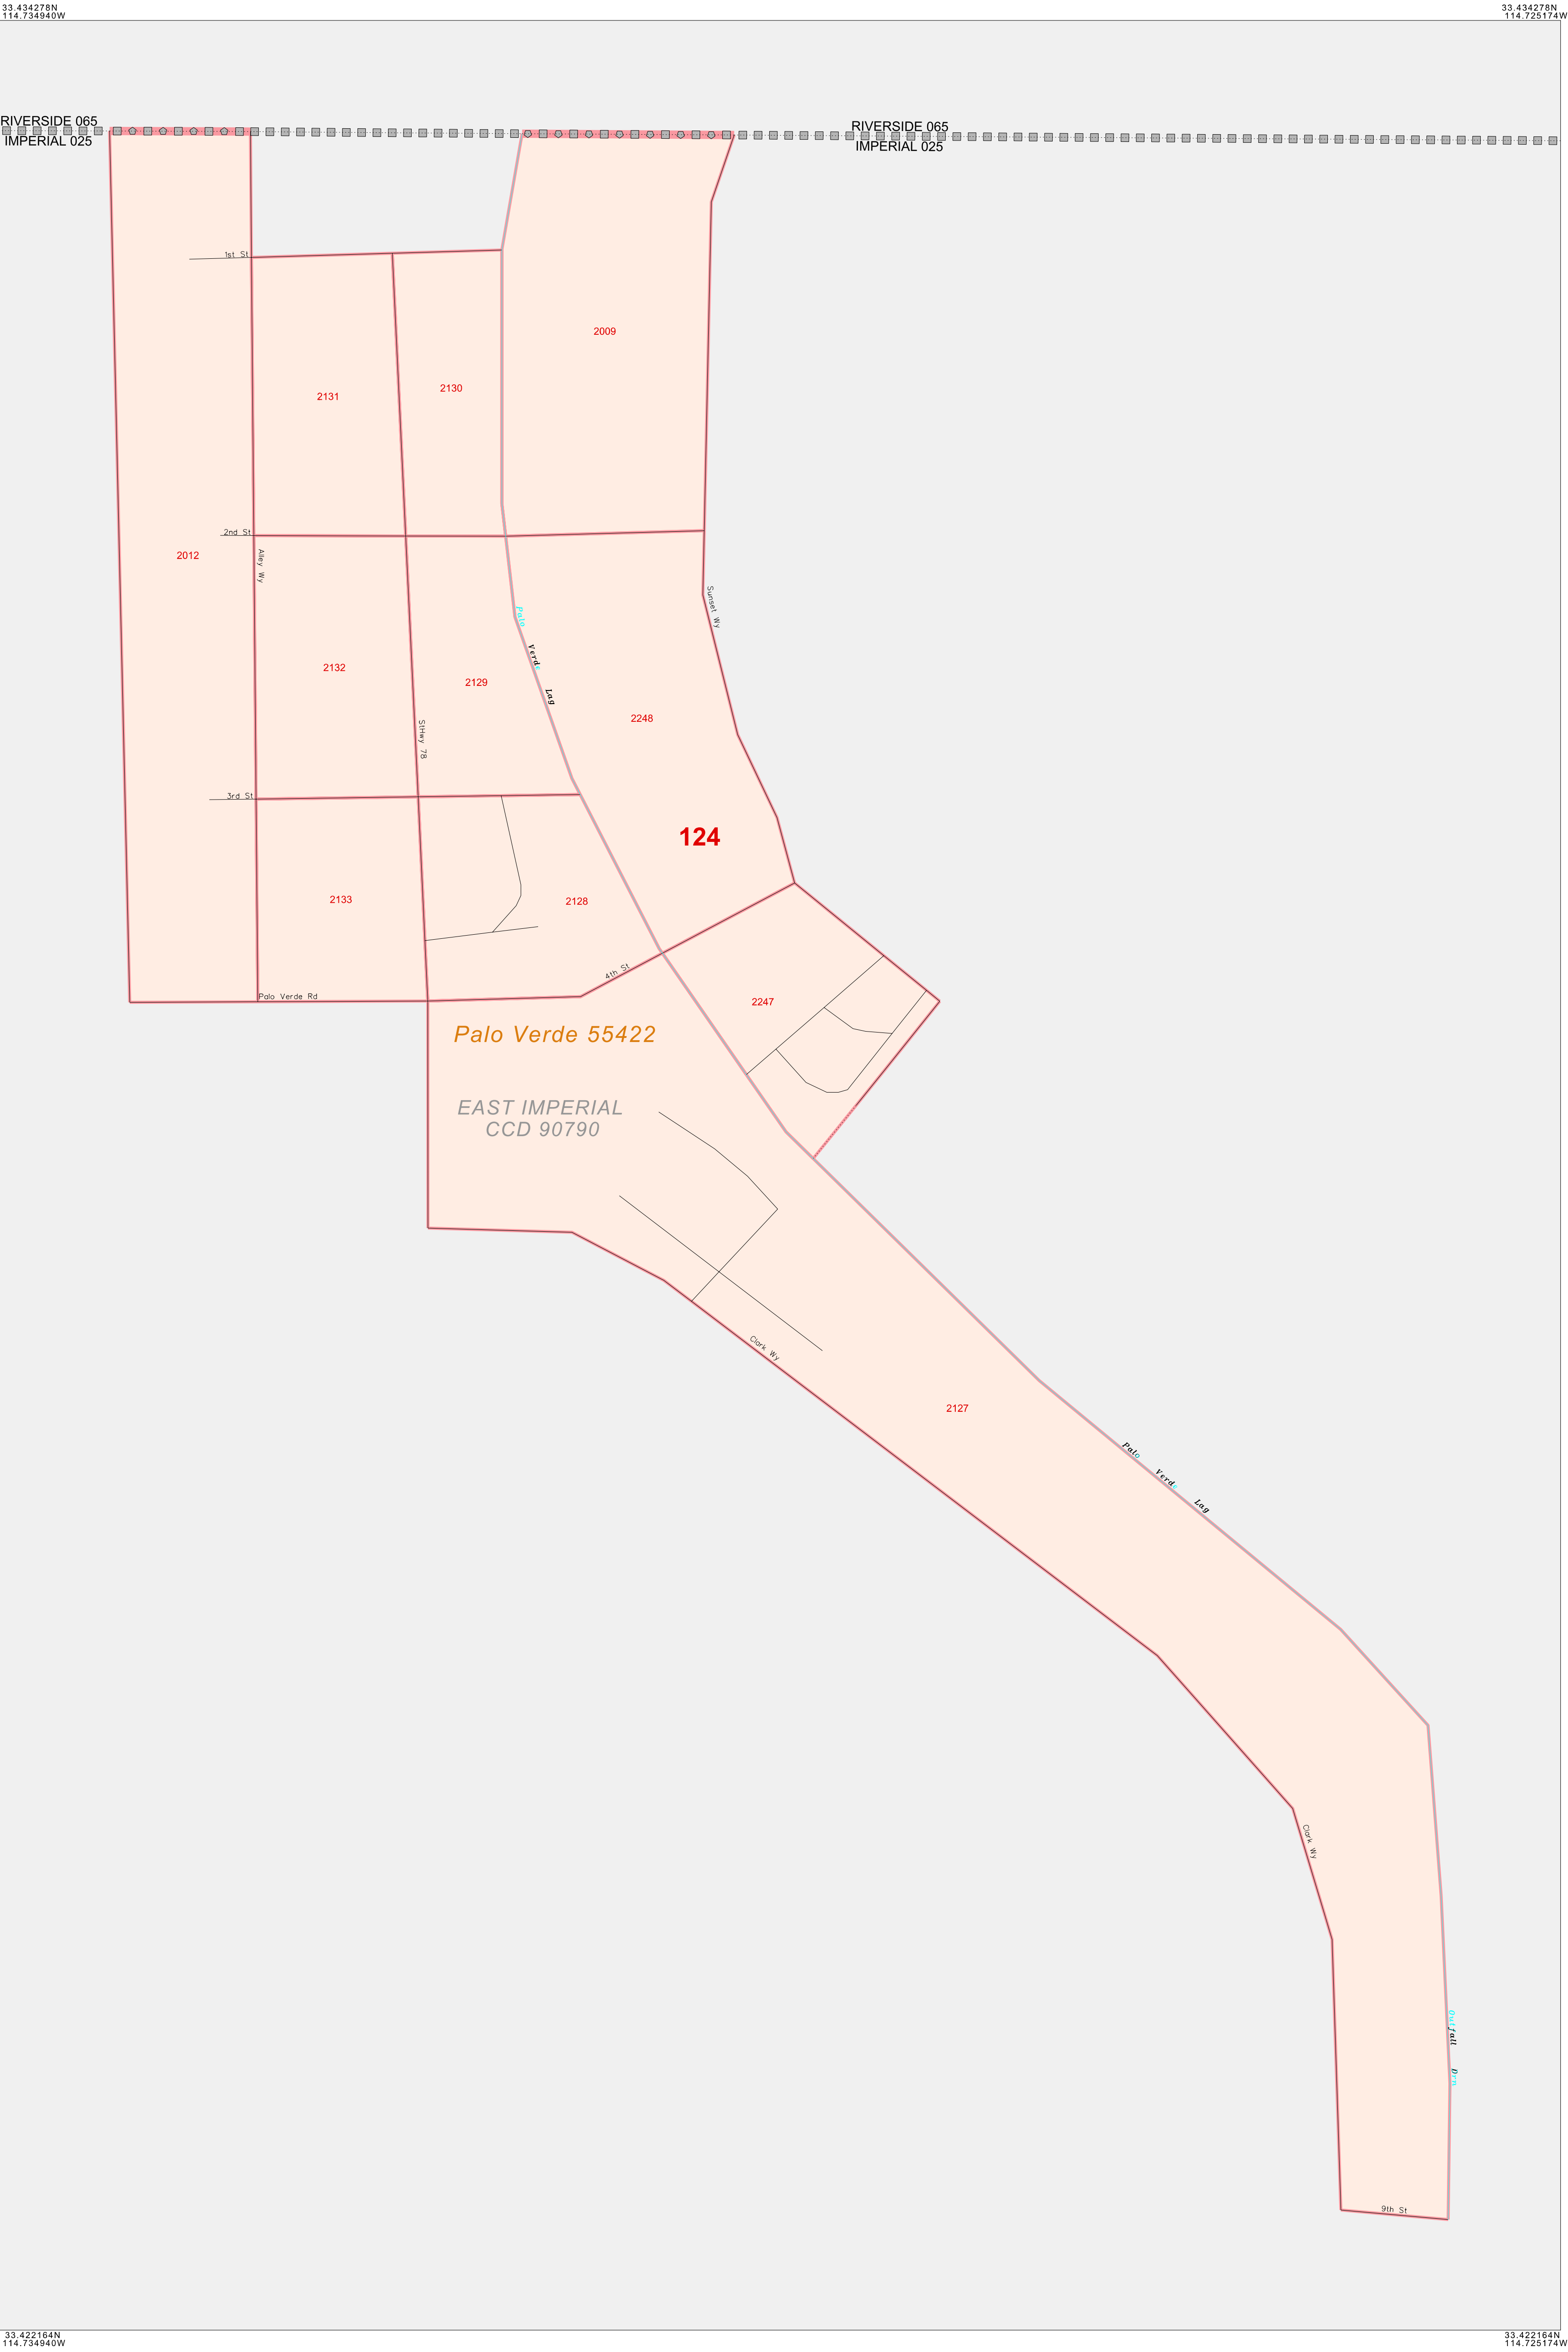 33.434278N
114.734940W
33.434278N
114.725174W
RIVERSIDE 065
IMPERIAL 025
RIVERSIDE 065
IMPERIAL 025
1st St
2009
2131
2130
2nd St
2012
Alley Wy
Palo Verde Lag
Sunset Wy
2132
2129
2248
StHwy 78
3rd St
124
2133
2128
4th St
Palo Verde Rd
2247
Palo Verde 55422
EAST IMPERIAL
CCD 90790
Clark Wy
2127
Palo Verde Lag
Clark Wy
Outfall Drn
9th St
33.422164N
114.734940W
33.422164N
114.725174W